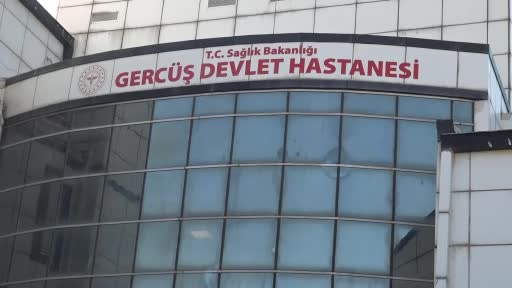 T.C. Sağlık Bakanlığı
GERCÜŞ DEVLET HASTANESİ